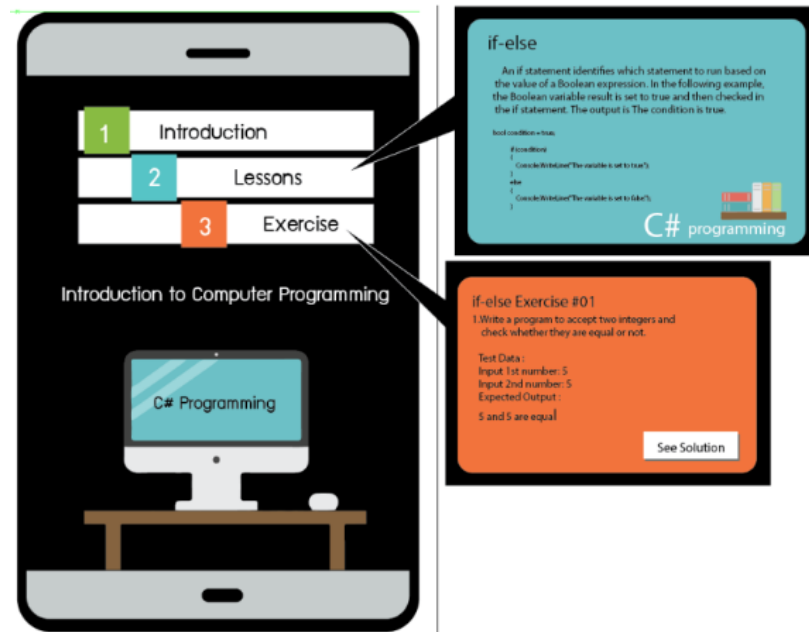 1 Introduction
2 Lessons
3 Exercise
Introduction to Computer Programming
C# Programming
if-else
An if statement identifies which statement to run based on
the value of a Boolean expression. In the following example,
the Boolean variable result is set to true and then checked in
the if statement. The output is The condition is true.
bool condition = true;
if (condition)
{
Console.WriteLine("The variable is set to true");
}
else
{
Console.WriteLine("The variable is set to false");
}
C# programming
if-else Exercise #01
1.Write a program to accept two integers and
check whether they are equal or not.
Test Data :
Input 1st number: 5
Input 2nd number: 5
Expected Output :
5 and 5 are equal
See Solution